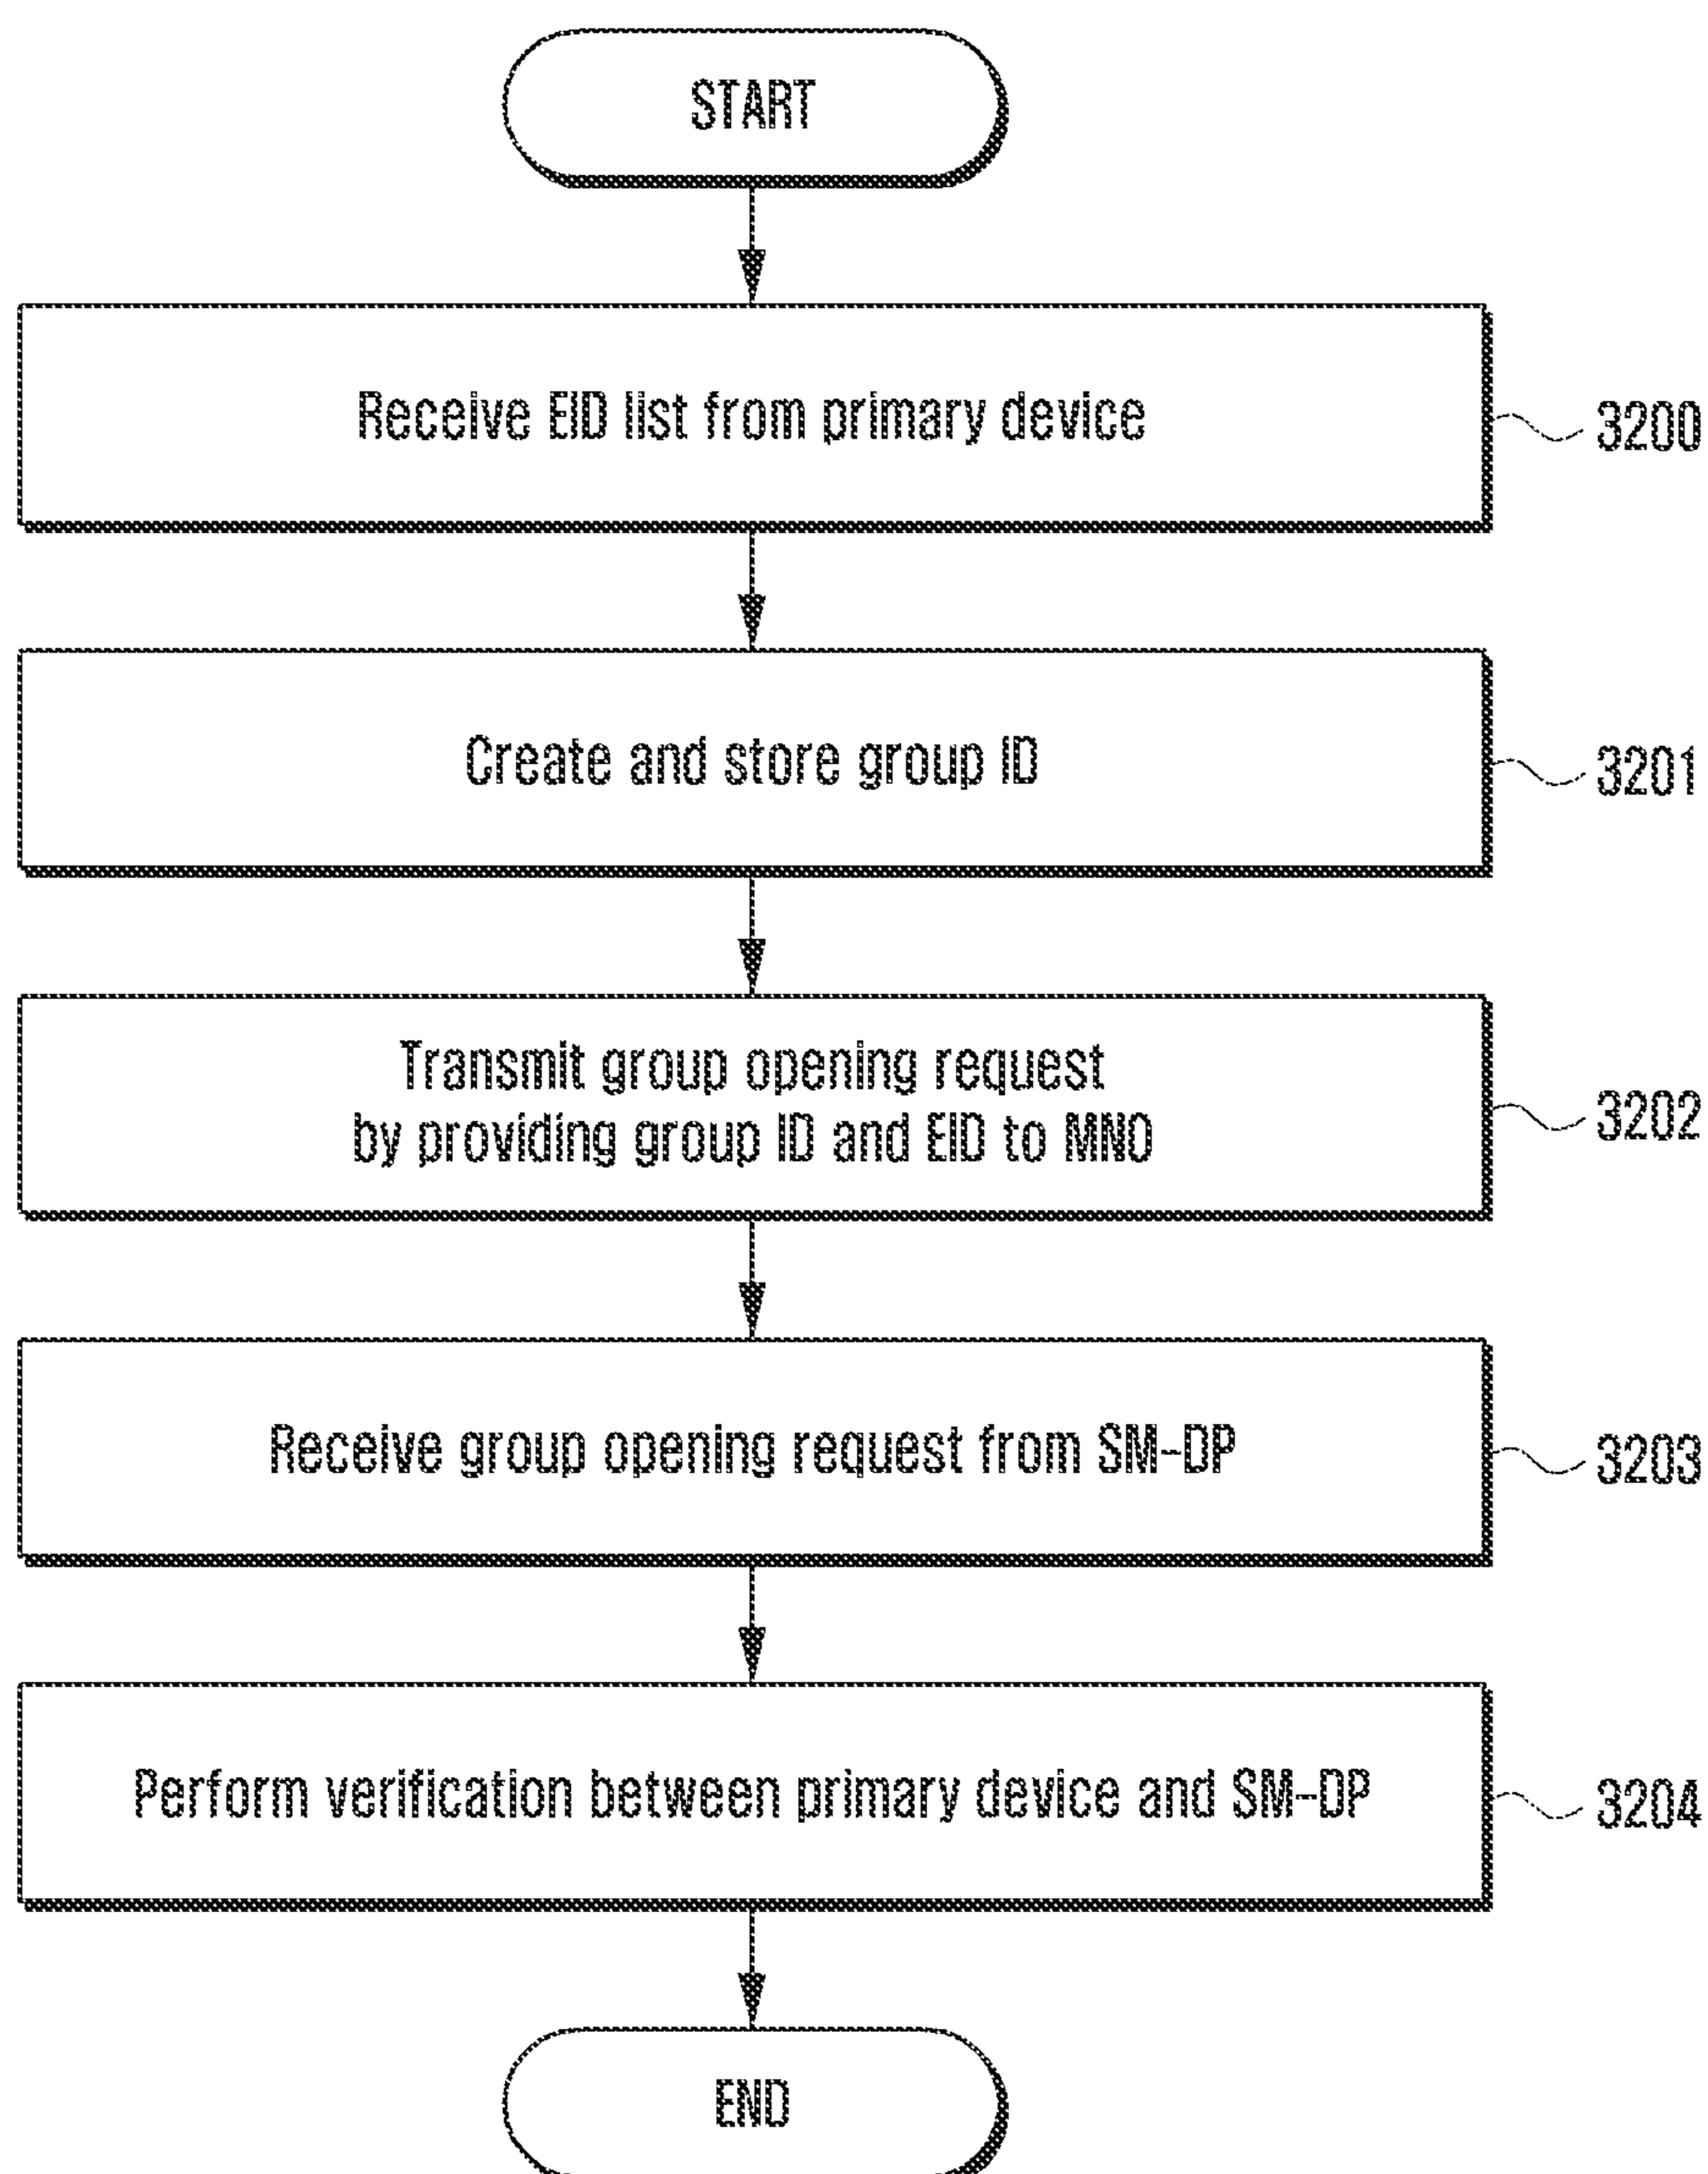 START
Receive EID list from primary device
3200
Create and store group ID
3201
Transmit group opening request
by providing group ID and EID to MNO
3202
Receive group opening request from SM-DP
3203
Perform verification between primary device and SM-DP
3204
END